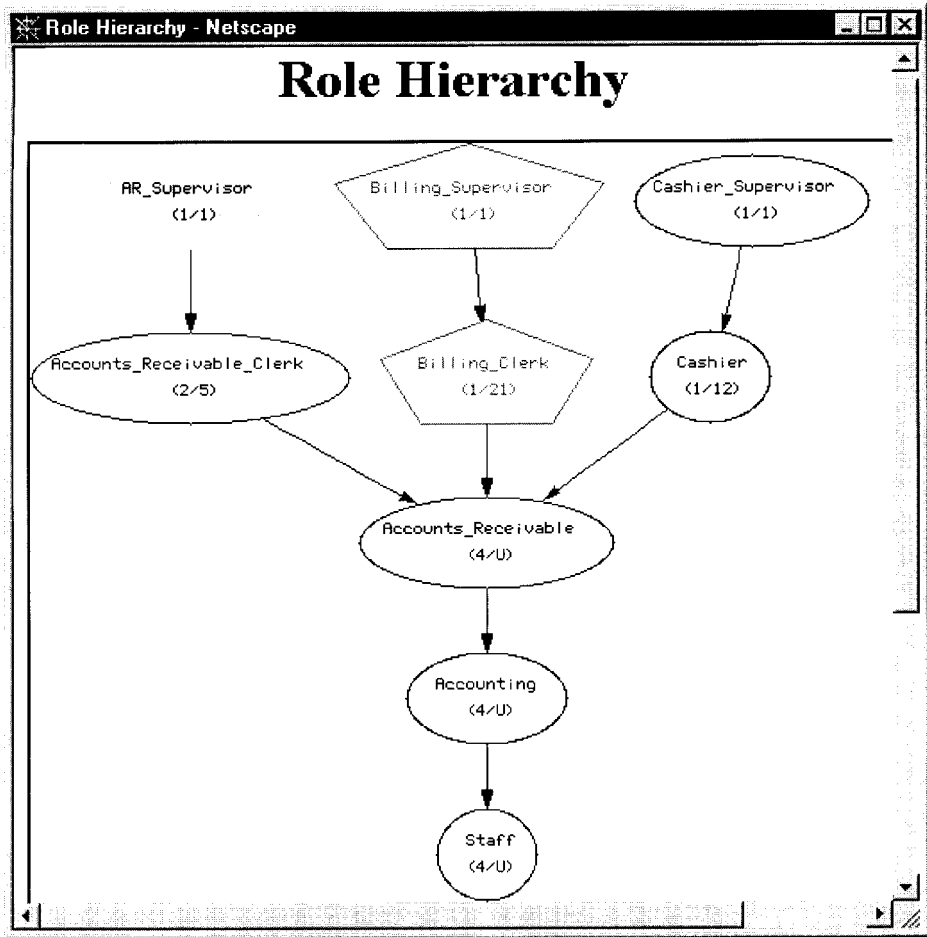 Role Hierarchy - Netscape
Role Hierarchy
AR_Supervisor
(1/1)
Billing_Supervisor
(1/1)
Cashier_Supervisor
(1/1)
Accounts_Receivable_Clerk
(2/5)
Billing_Clerk
(1/21)
Cashier
(1/12)
Accounts_Receivable
(4/U)
Accounting
(4/U)
Staff
(4/U)